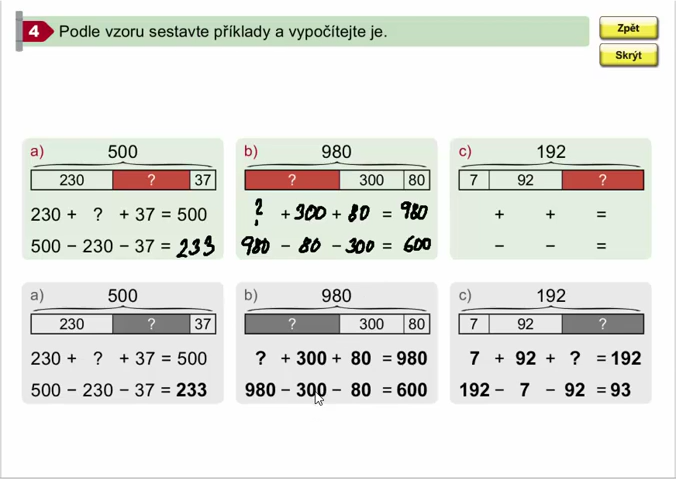 4 Podle vzoru sestavte příklady a vypočítejte je.
Zpět
Skrýt
a) 500
230 ? 37
230 + ? + 37 = 500
500 − 230 − 37 = 233
b) 980
? 300 80
? + 300 + 80 = 980
980 − 80 − 300 = 600
c) 192
7 92 ?
+ + =
− − =
a) 500
230 ? 37
230 + ? + 37 = 500
500 − 230 − 37 = 233
b) 980
? 300 80
? + 300 + 80 = 980
980 − 300 − 80 = 600
c) 192
7 92 ?
7 + 92 + ? = 192
192 − 7 − 92 = 93